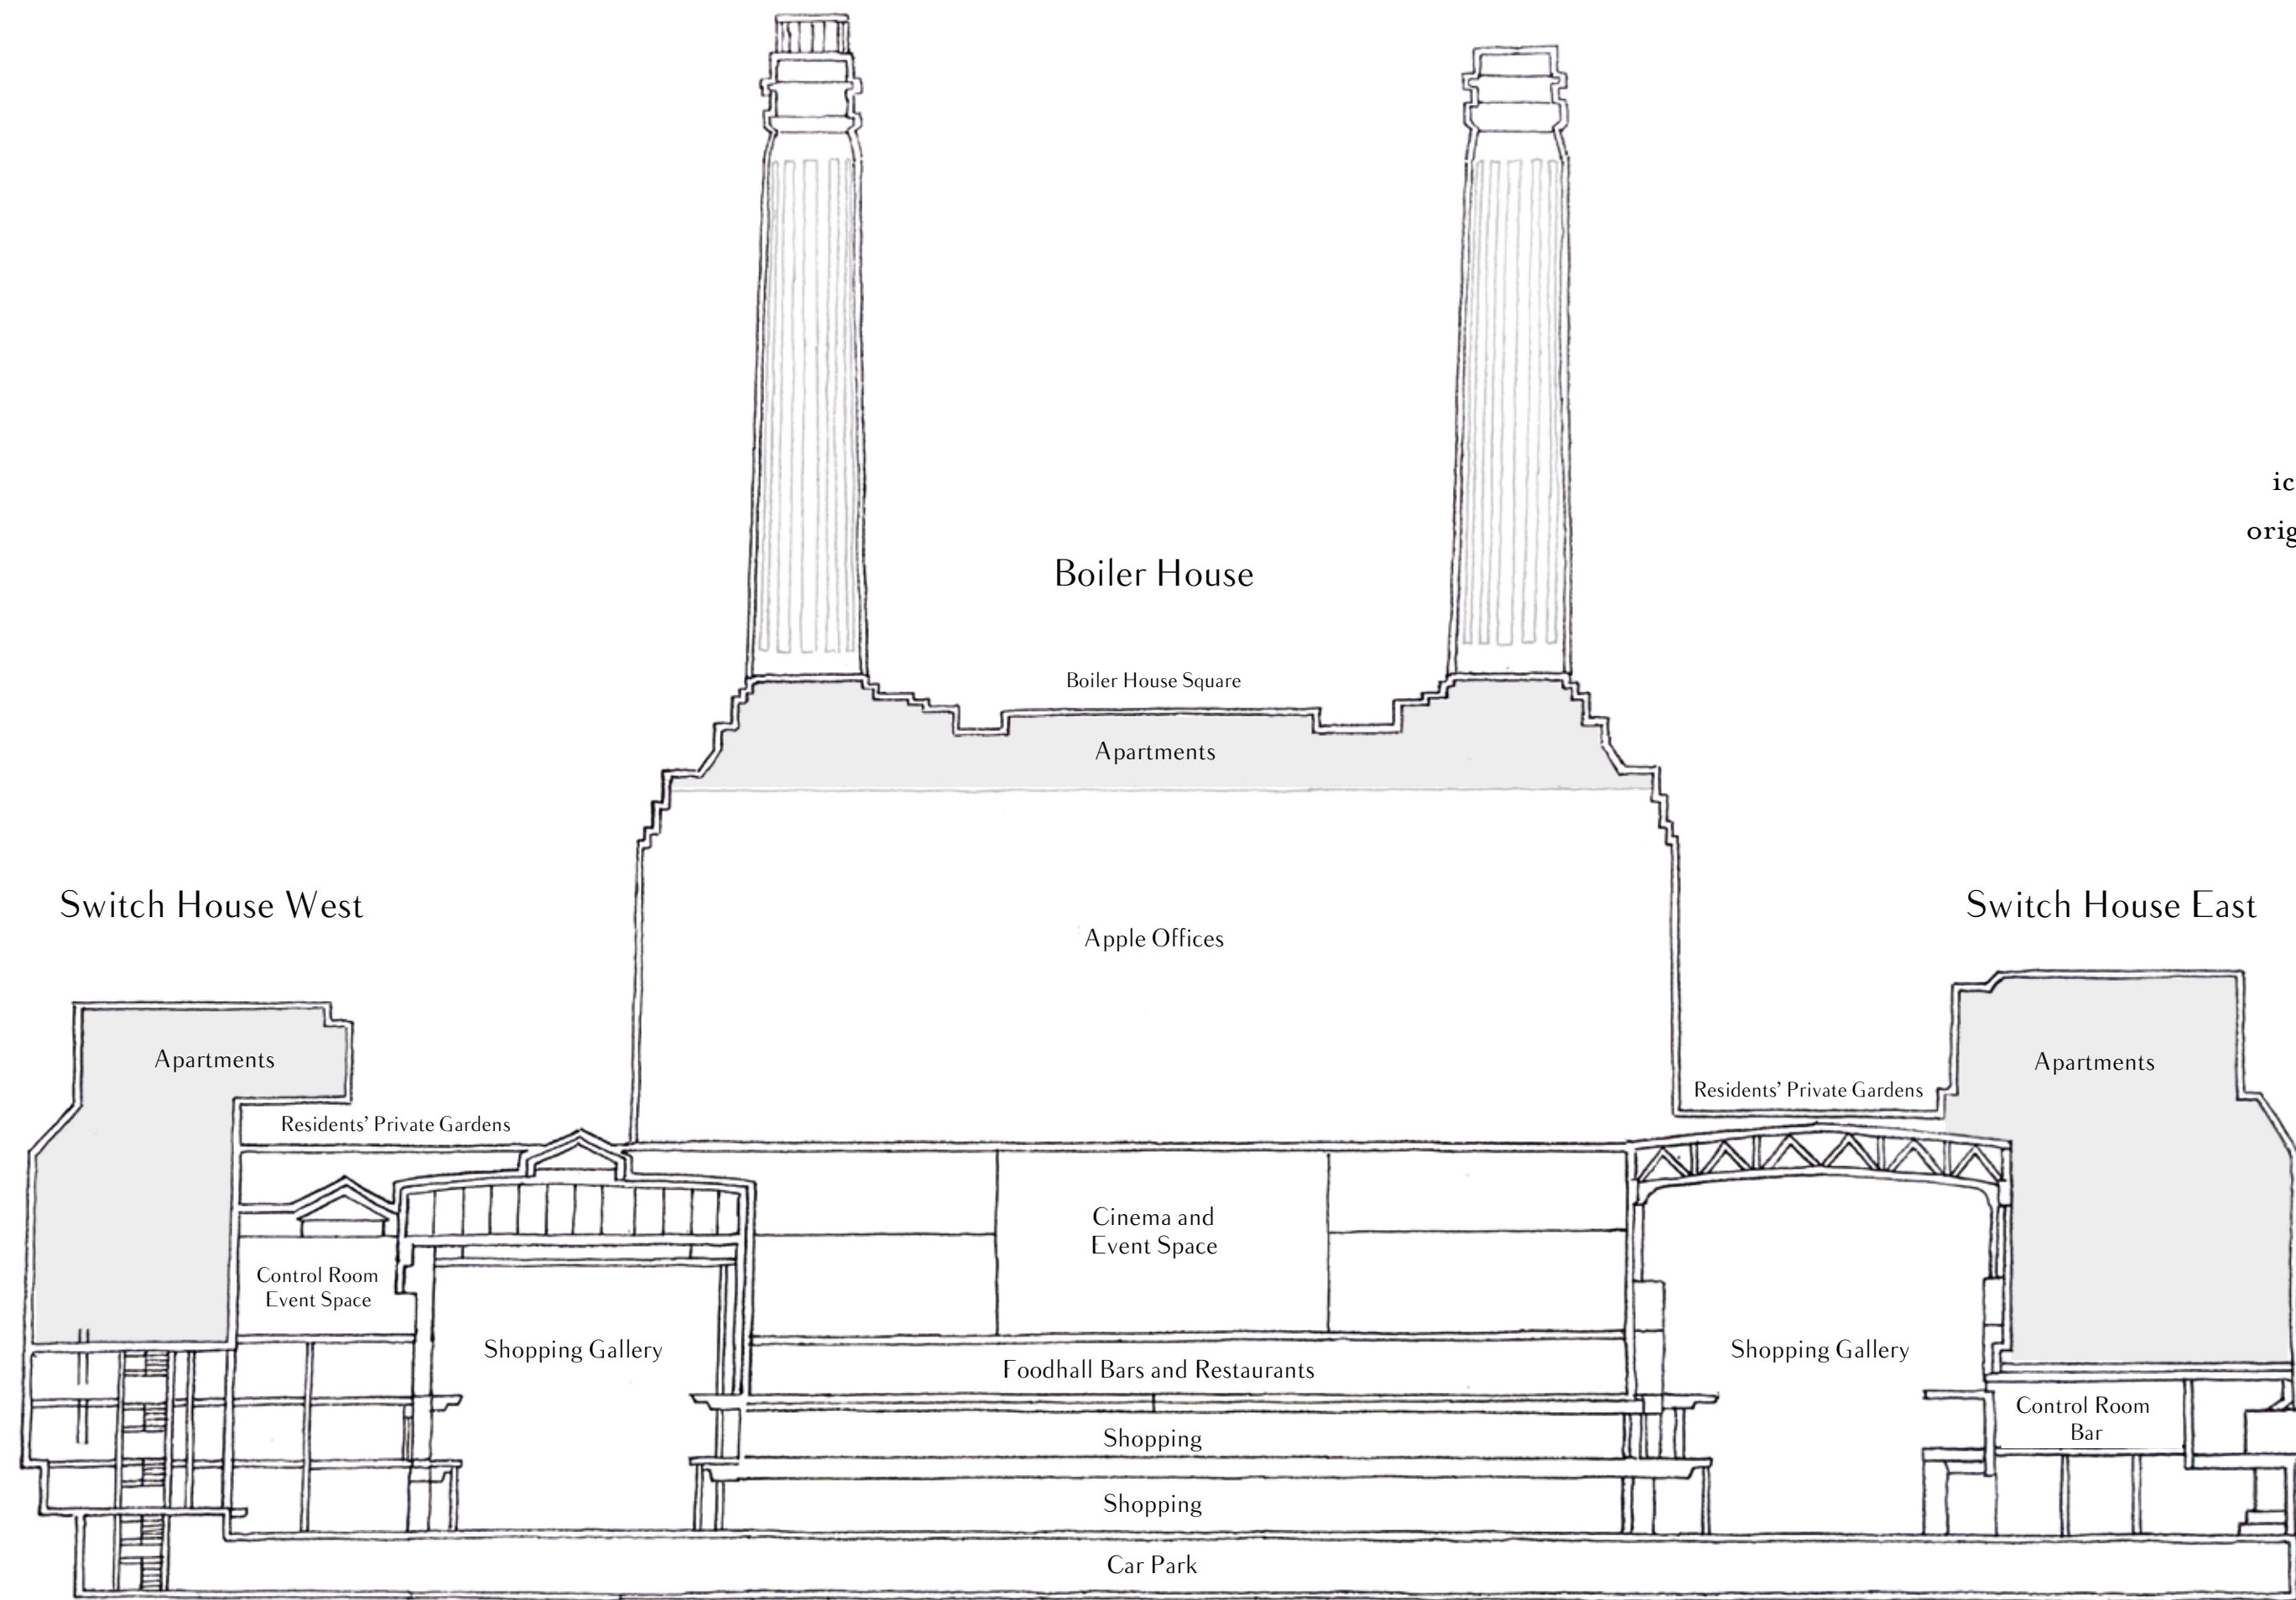 ic
orig
Boiler House
Boiler House Square
Apartments
Switch House West
Switch House East
Apple Offices
Apartments
Apartments
Residents’ Private Gardens
Residents’ Private Gardens
Cinema and
Event Space
Control Room
Event Space
Shopping Gallery
Shopping Gallery
Foodhall Bars and Restaurants
Control Room
Bar
Shopping
Shopping
Car Park